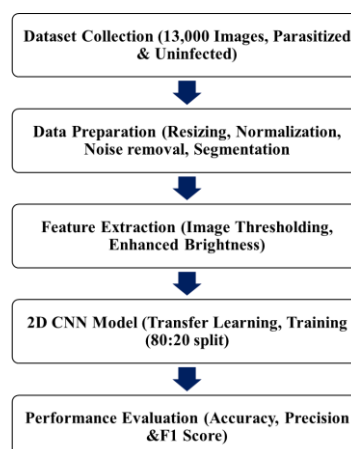 Dataset Collection (13,000 Images, Parasitized
& Uninfected)
Data Preparation (Resizing, Normalization,
Noise removal, Segmentation
Feature Extraction (Image Thresholding,
Enhanced Brightness)
2D CNN Model (Transfer Learning, Training
(80:20 split)
Performance Evaluation (Accuracy, Precision
&F1 Score)